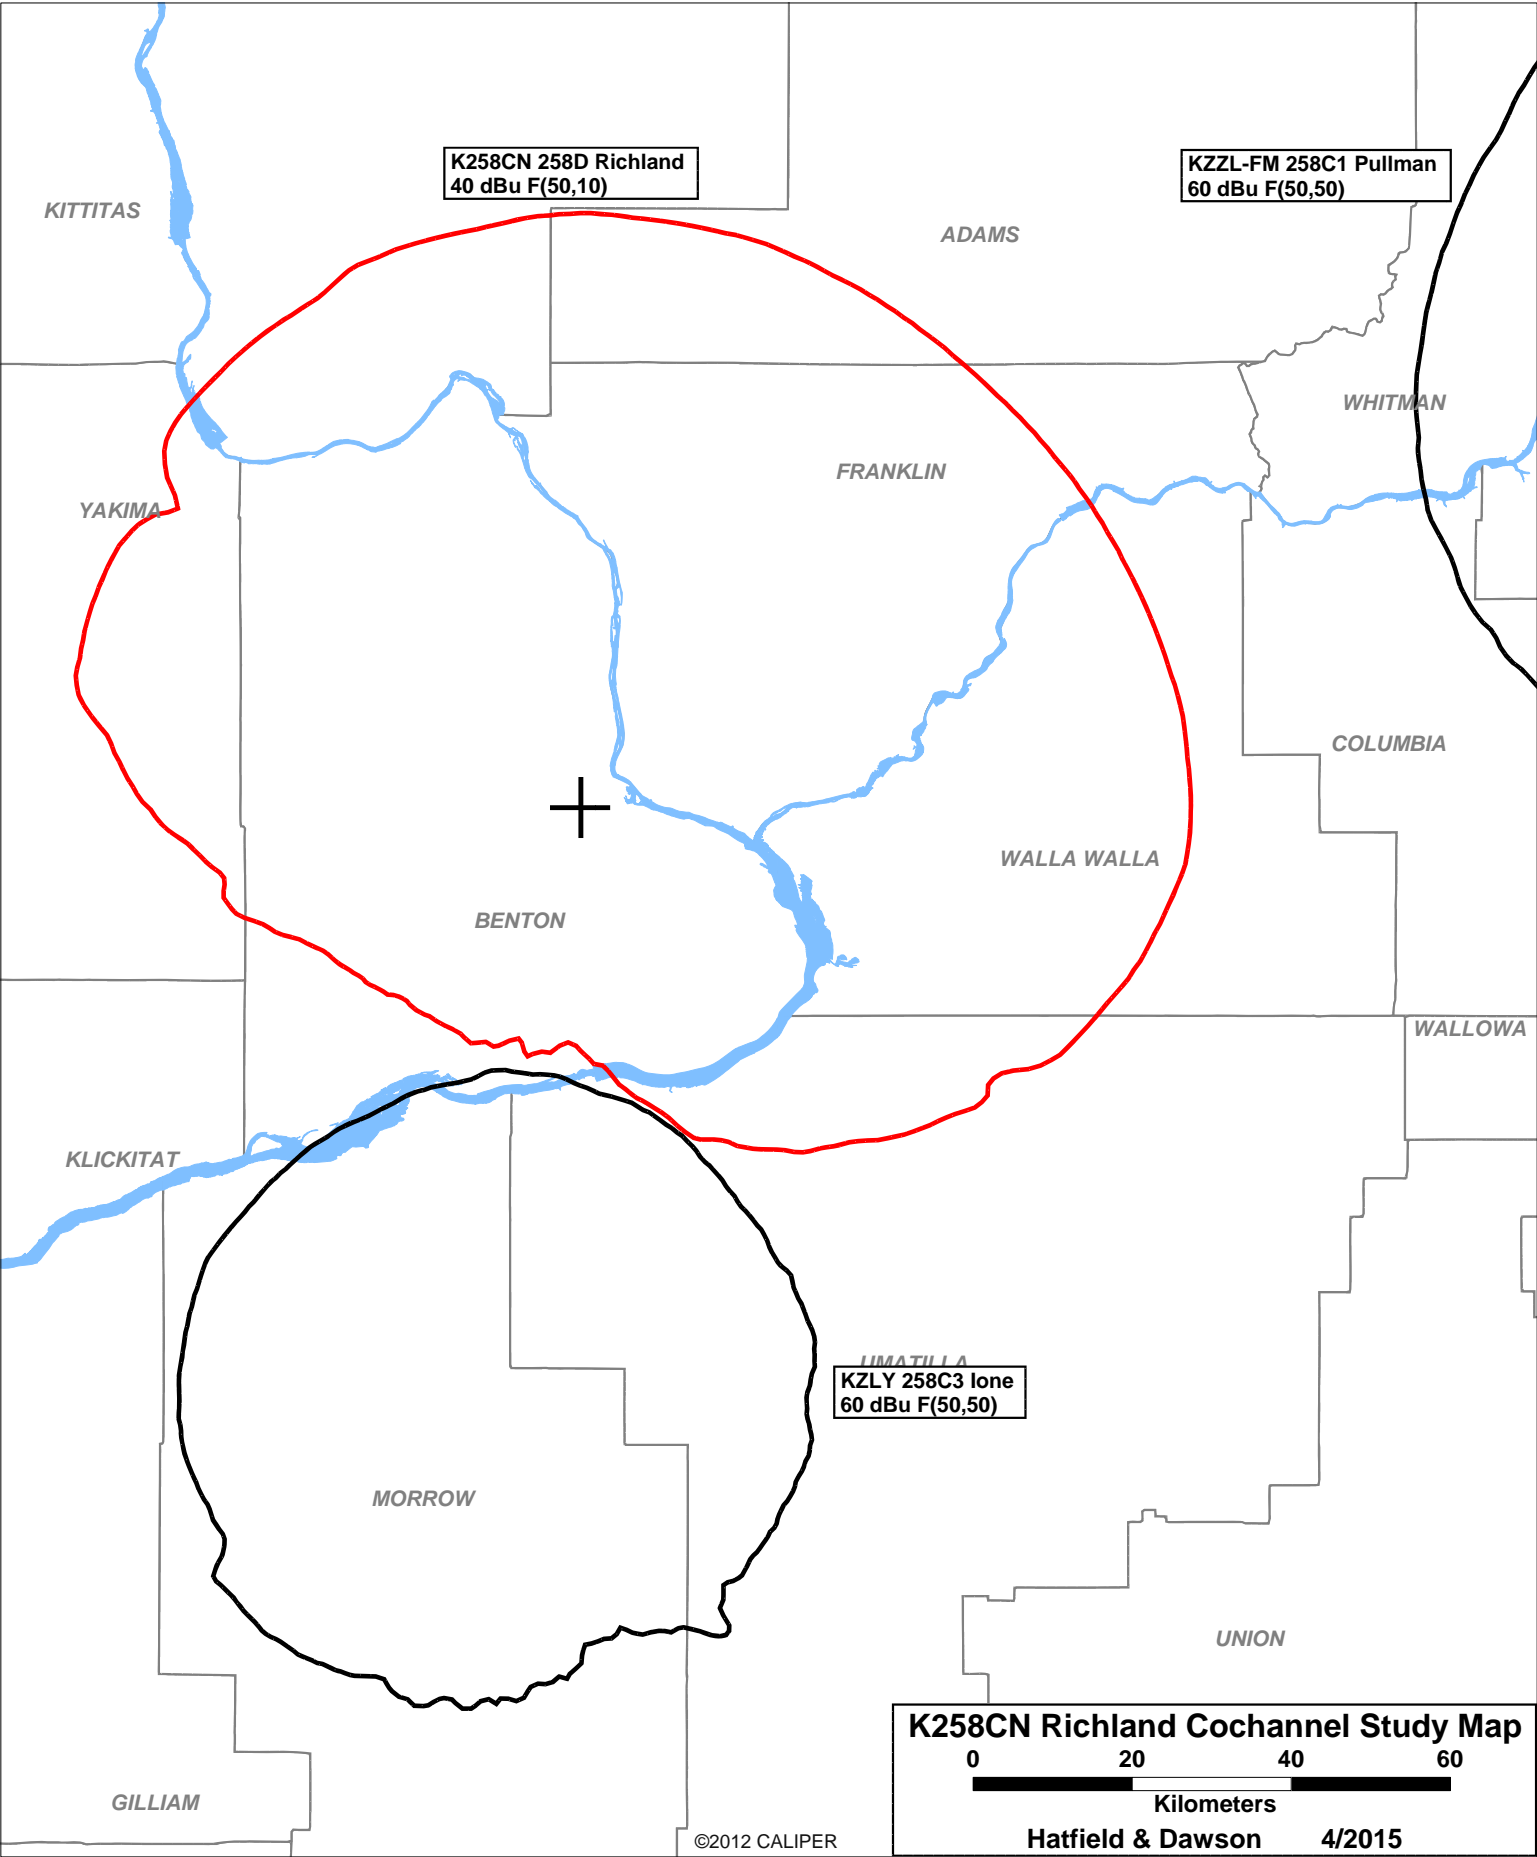 K258CN 258D Richland
40 dBu F(50,10)
KZZL-FM 258C1 Pullman
60 dBu F(50,50)
KITTITAS
ADAMS
WHITMAN
FRANKLIN
YAKIMA
COLUMBIA
WALLA WALLA
BENTON
WALLOWA
KLICKITAT
UMATILLA
KZLY 258C3 Ione
60 dBu F(50,50)
MORROW
UNION
GILLIAM
K258CN Richland Cochannel Study Map
0 20 40 60
Kilometers
Hatfield & Dawson 4/2015
©2012 CALIPER